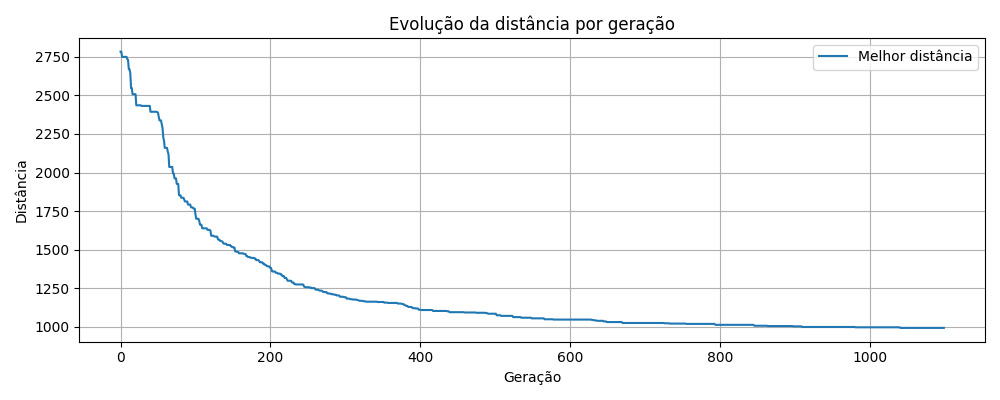 Evolução da distância por geração
Melhor distância
Distância
2750
2500
2250
2000
1750
1500
1250
1000
0 200 400 600 800 1000
Geração